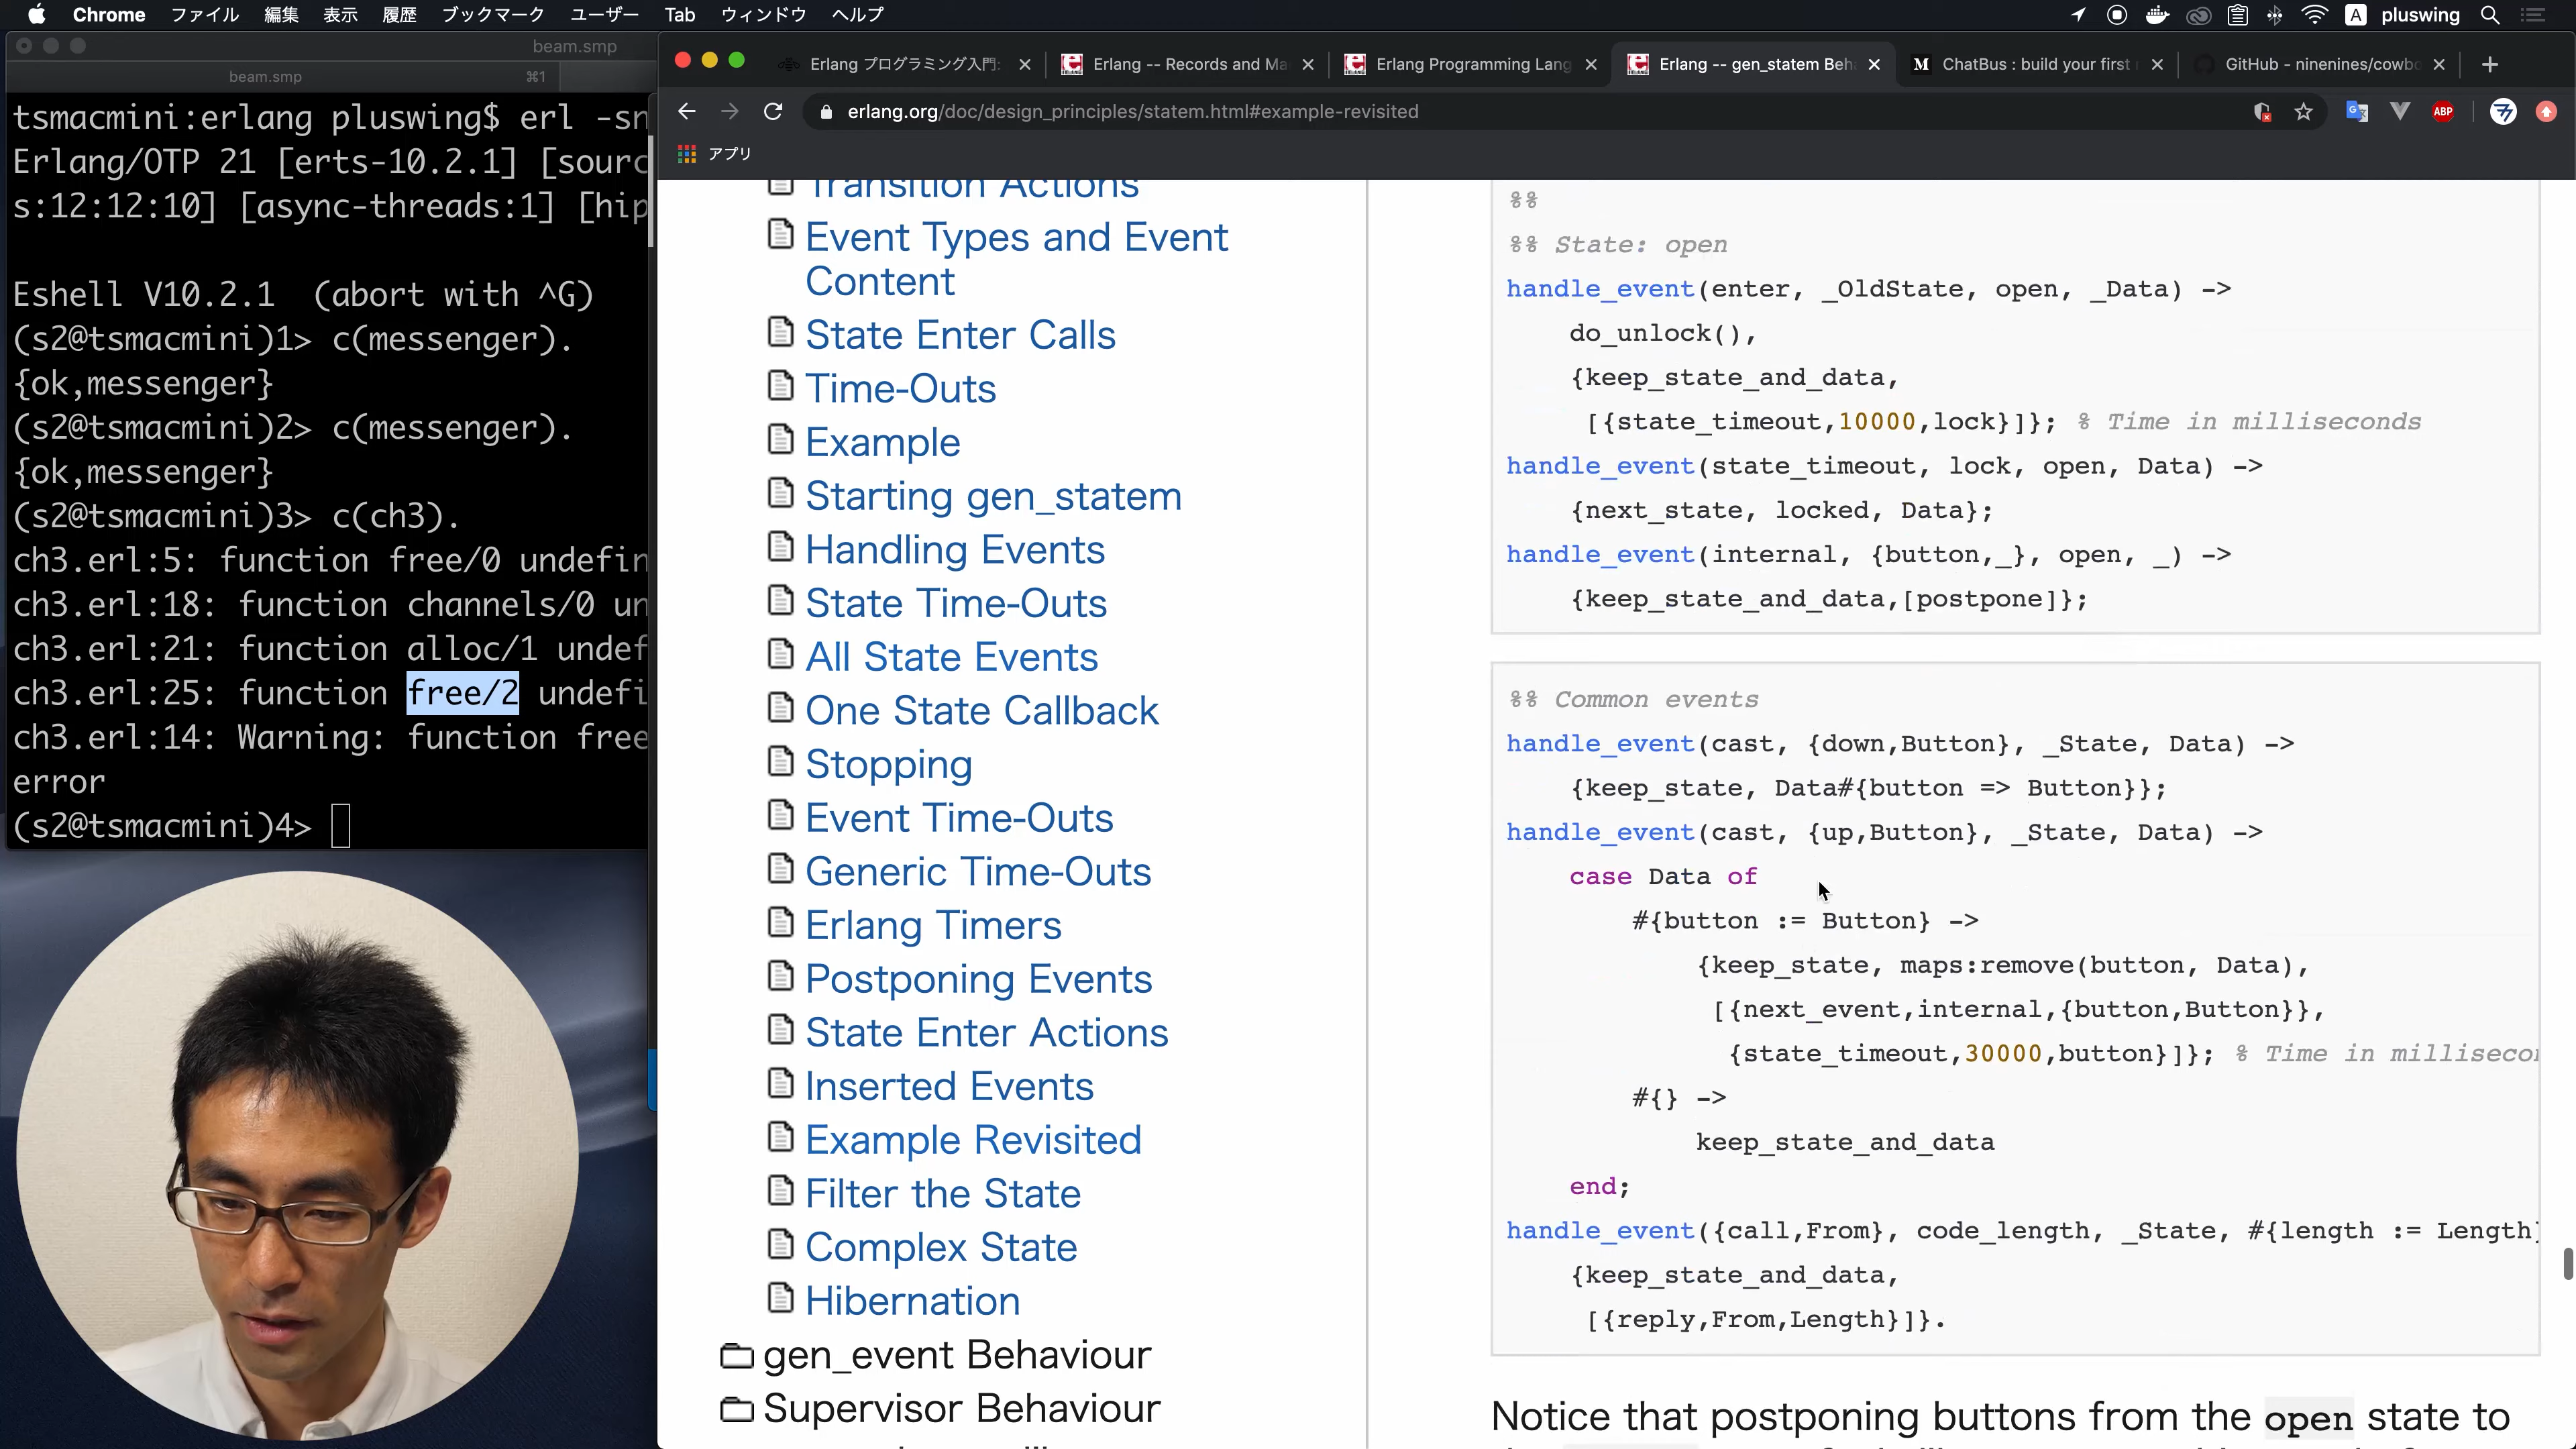 Chrome ファイル 編集 表示 履歴 ブックマーク ユーザー Tab ウィンドウ ヘルプ A pluswing
beam.smp
beam.smp ⌘1
tsmacmini:erlang pluswing$ erl -sn
Erlang/OTP 21 [erts-10.2.1] [sourc
s:12:12:10] [async-threads:1] [hip
Eshell V10.2.1 (abort with ^G)
(s2@tsmacmini)1> c(messenger).
{ok,messenger}
(s2@tsmacmini)2> c(messenger).
{ok,messenger}
(s2@tsmacmini)3> c(ch3).
ch3.erl:5: function free/0 undefin
ch3.erl:18: function channels/0 un
ch3.erl:21: function alloc/1 undef
ch3.erl:25: function free/2 undefi
ch3.erl:14: Warning: function free
error
(s2@tsmacmini)4>
Erlang プログラミング入門: Erlang -- Records and Ma Erlang Programming Lang Erlang -- gen_statem Beh M ChatBus : build your first GitHub - ninenines/cowbo
erlang.org/doc/design_principles/statem.html#example-revisited ABP
アプリ
Transition Actions
Event Types and Event
Content
State Enter Calls
Time-Outs
Example
Starting gen_statem
Handling Events
State Time-Outs
All State Events
One State Callback
Stopping
Event Time-Outs
Generic Time-Outs
Erlang Timers
Postponing Events
State Enter Actions
Inserted Events
Example Revisited
Filter the State
Complex State
Hibernation
gen_event Behaviour
Supervisor Behaviour
%%
%% State: open
handle_event(enter, _OldState, open, _Data) ->
do_unlock(),
{keep_state_and_data,
[{state_timeout,10000,lock}]}; % Time in milliseconds
handle_event(state_timeout, lock, open, Data) ->
{next_state, locked, Data};
handle_event(internal, {button,_}, open, _) ->
{keep_state_and_data,[postpone]};
%% Common events
handle_event(cast, {down,Button}, _State, Data) ->
{keep_state, Data#{button => Button}};
handle_event(cast, {up,Button}, _State, Data) ->
case Data of
#{button := Button} ->
{keep_state, maps:remove(button, Data),
[{next_event,internal,{button,Button}},
{state_timeout,30000,button}]}; % Time in millisecon
#{} ->
keep_state_and_data
end;
handle_event({call,From}, code_length, _State, #{length := Length}
{keep_state_and_data,
[{reply,From,Length}]}.
Notice that postponing buttons from the open state to